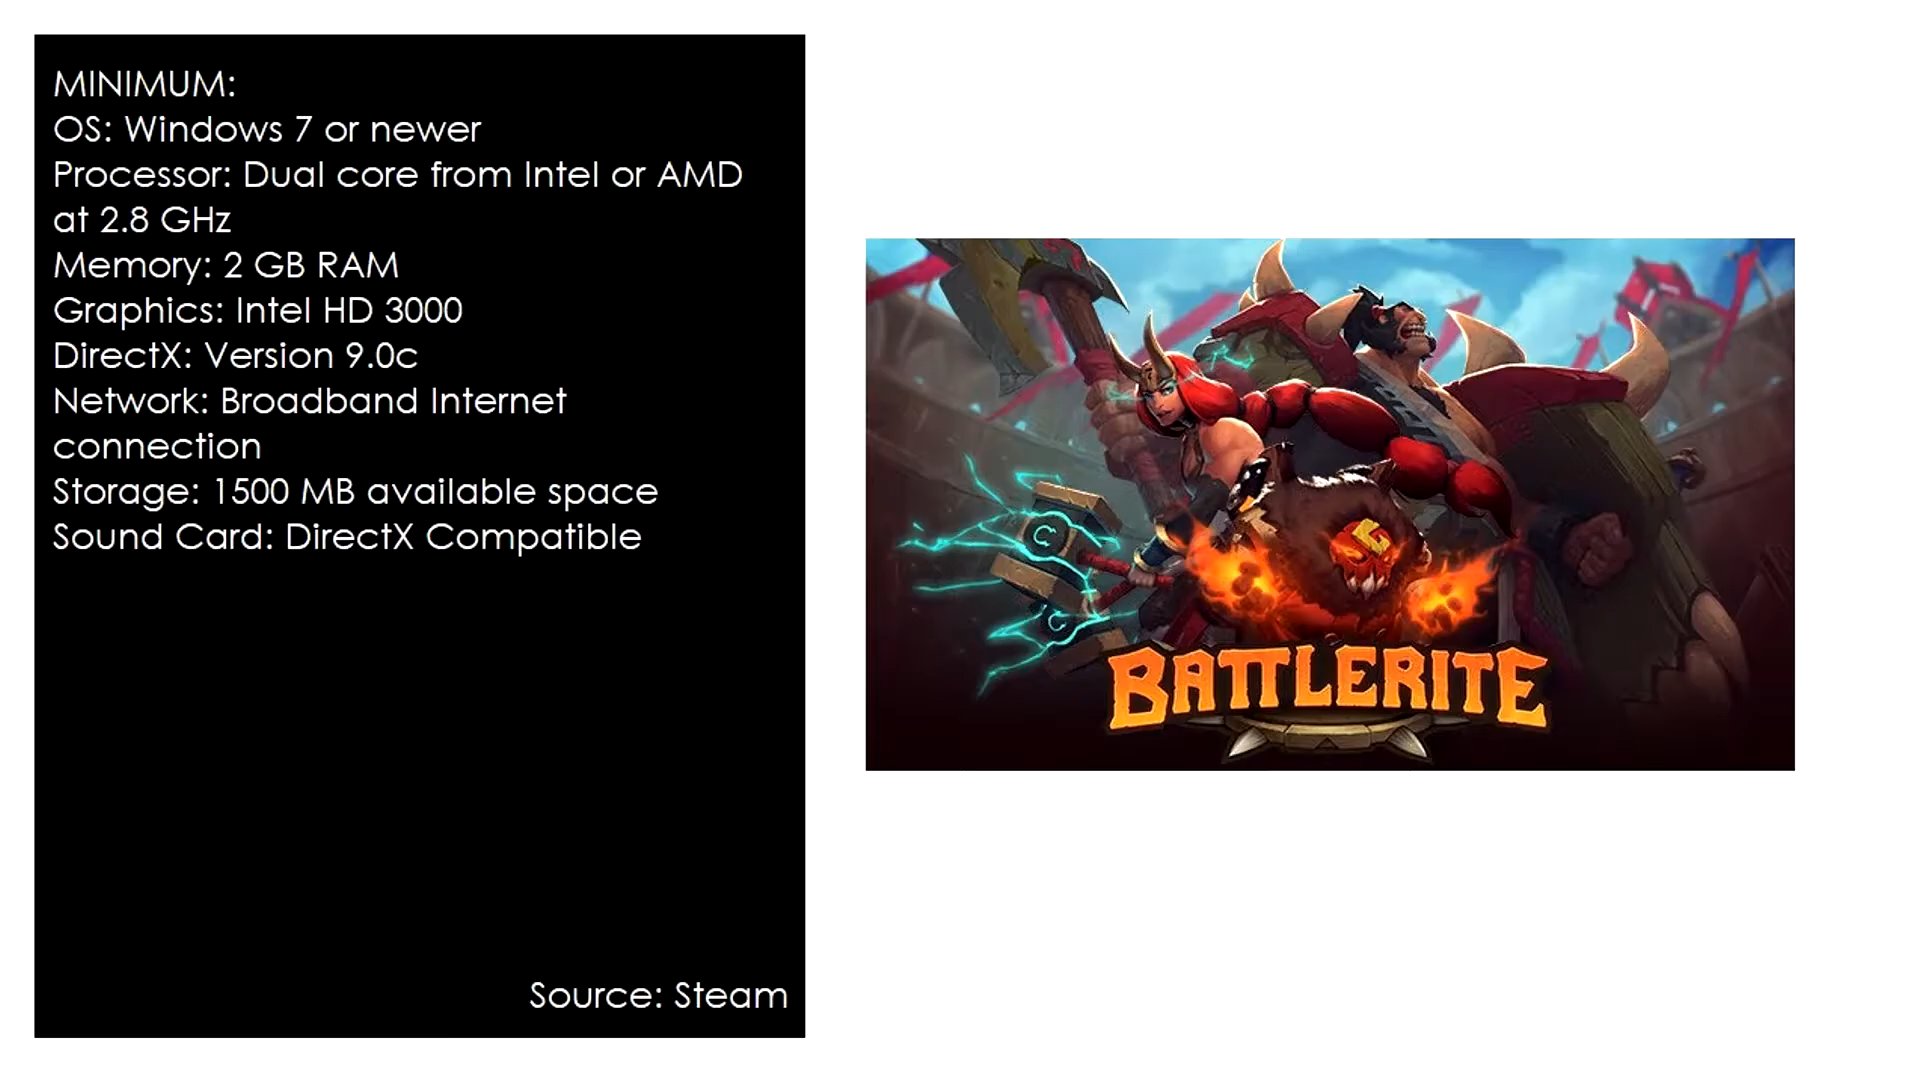 MINIMUM:
OS: Windows 7 or newer
Processor: Dual core from Intel or AMD
at 2.8 GHz
Memory: 2 GB RAM
Graphics: Intel HD 3000
DirectX: Version 9.0c
Network: Broadband Internet
connection
Storage: 1500 MB available space
Sound Card: DirectX Compatible
Source: Steam
BATTLERITE